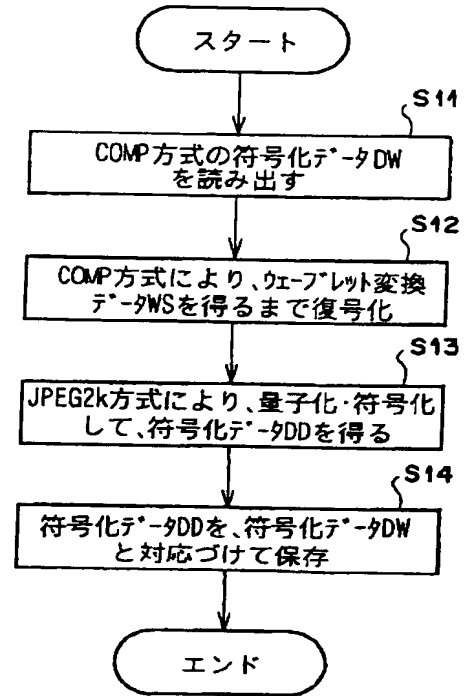 スタート
S11
COMP方式の符号化ﾃﾞｰﾀDW
を読み出す
S12
COMP方式により、ｳｪｰﾌﾞﾚｯﾄ変換
ﾃﾞｰﾀWSを得るまで復号化
S13
JPEG2k方式により、量子化･符号化
して、符号化ﾃﾞｰﾀDDを得る
S14
符号化ﾃﾞｰﾀDDを、符号化ﾃﾞｰﾀDW
と対応づけて保存
エンド